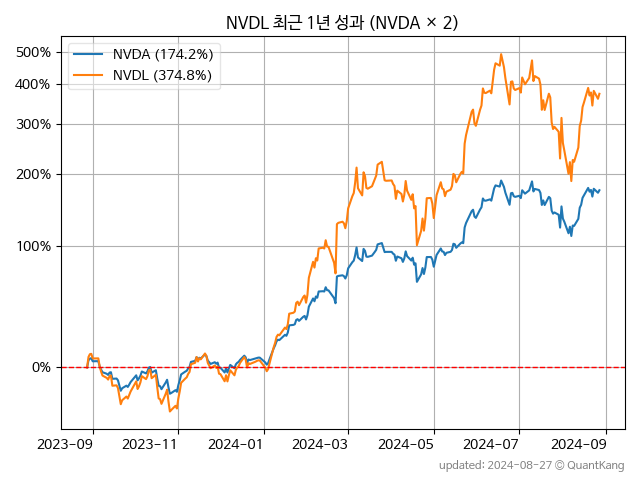 NVDL 최근 1년 성과 (NVDA × 2)
NVDA (174.2%)
NVDL (374.8%)
500%
400%
300%
200%
100%
0%
2023-09 2023-11 2024-01 2024-03 2024-05 2024-07 2024-09
updated: 2024-08-27 © QuantKang